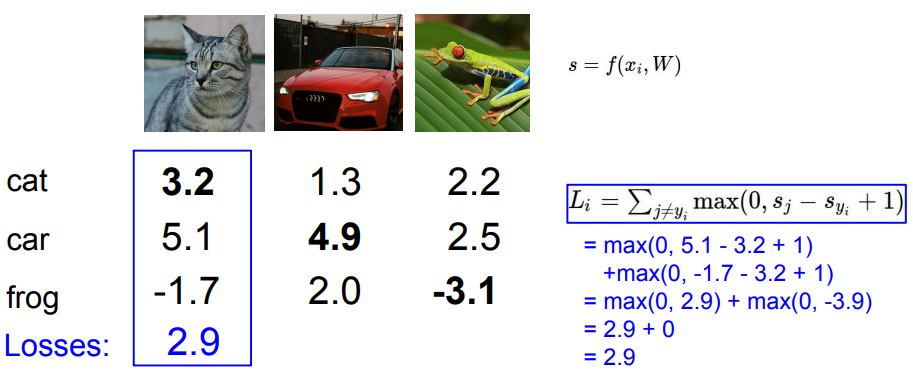 s = f(x_i, W)
cat 3.2 1.3 2.2
car 5.1 4.9 2.5
frog -1.7 2.0 -3.1
Losses: 2.9
L_i = ∑_{j≠y_i} max(0, s_j − s_{y_i} + 1)
= max(0, 5.1 - 3.2 + 1)
+max(0, -1.7 - 3.2 + 1)
= max(0, 2.9) + max(0, -3.9)
= 2.9 + 0
= 2.9